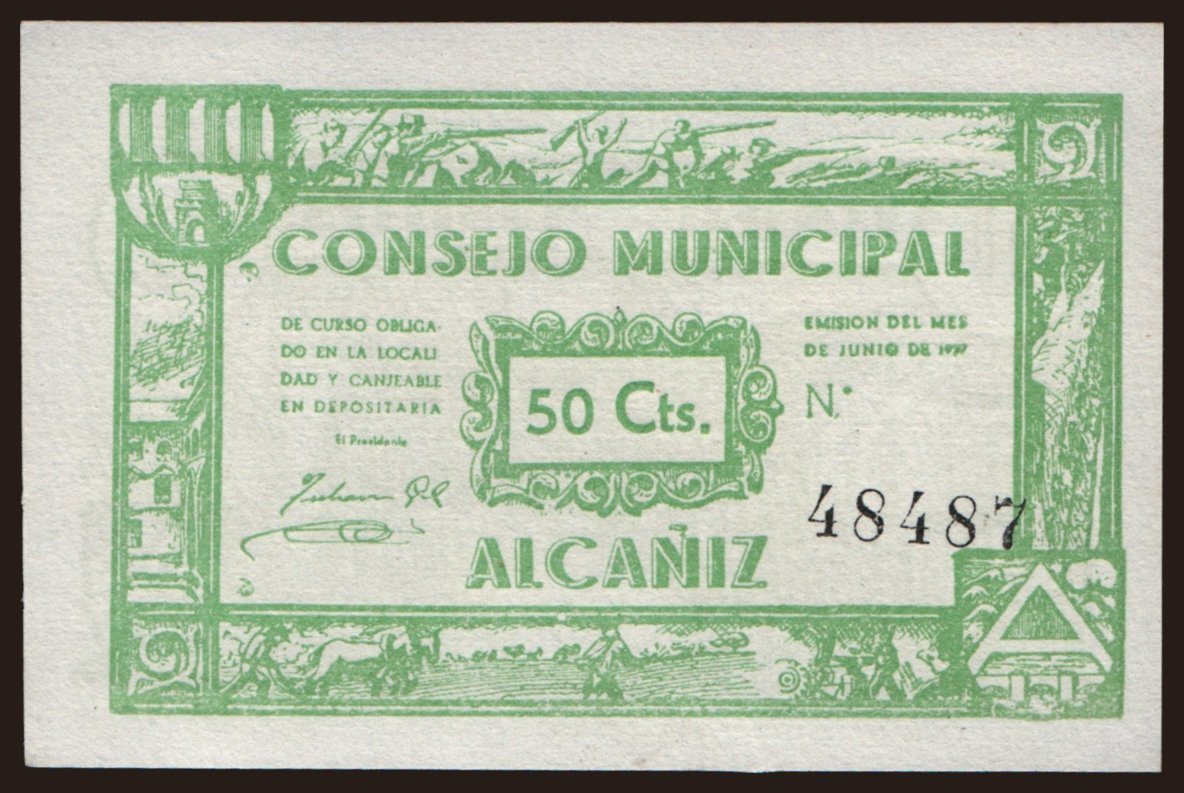 CONSEJO MUNICIPAL
DE CURSO OBLIGA-
DO EN LA LOCALI
DAD Y CANJEABLE
EN DEPOSITARIA
El Presidente
50 Cts.
EMISION DEL MES
DE JUNIO DE 1937
N.º
48487
ALCAÑIZ